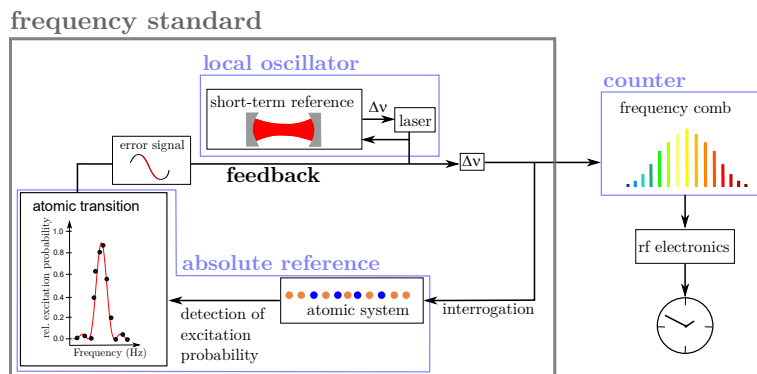 frequency standard
local oscillator
short-term reference
Δν
laser
error signal
feedback
Δν
counter
frequency comb
rf electronics
atomic transition
rel. excitation probability
1.0
0.8
0.6
0.4
0.2
0.0
Frequency (Hz)
absolute reference
atomic system
interrogation
detection of
excitation
probability